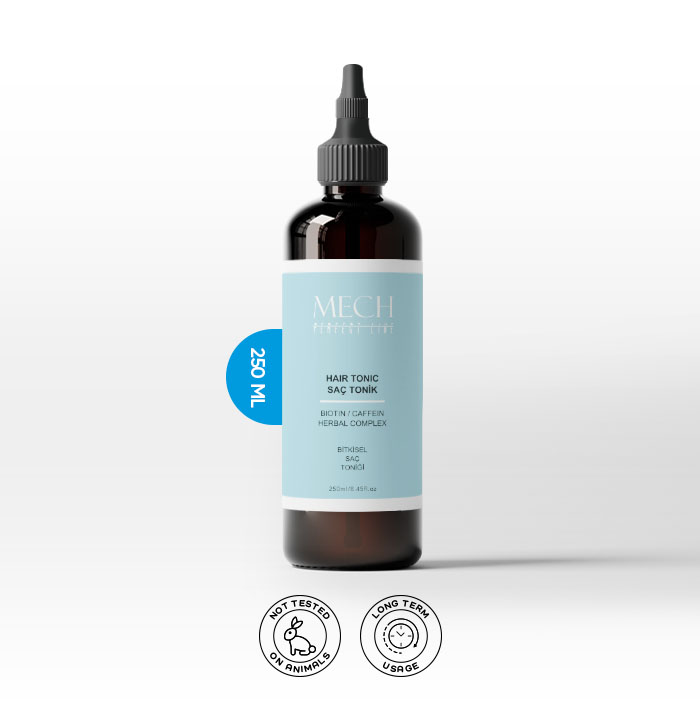 MECH
250 ML
HAIR TONIC
SAÇ TONİK
BIOTIN / CAFFEIN
HERBAL COMPLEX
BİTKİSEL
SAÇ
TONİĞİ
250ml/8.45fl.oz
NOT TESTED
ON ANIMALS
LONG TERM
USAGE